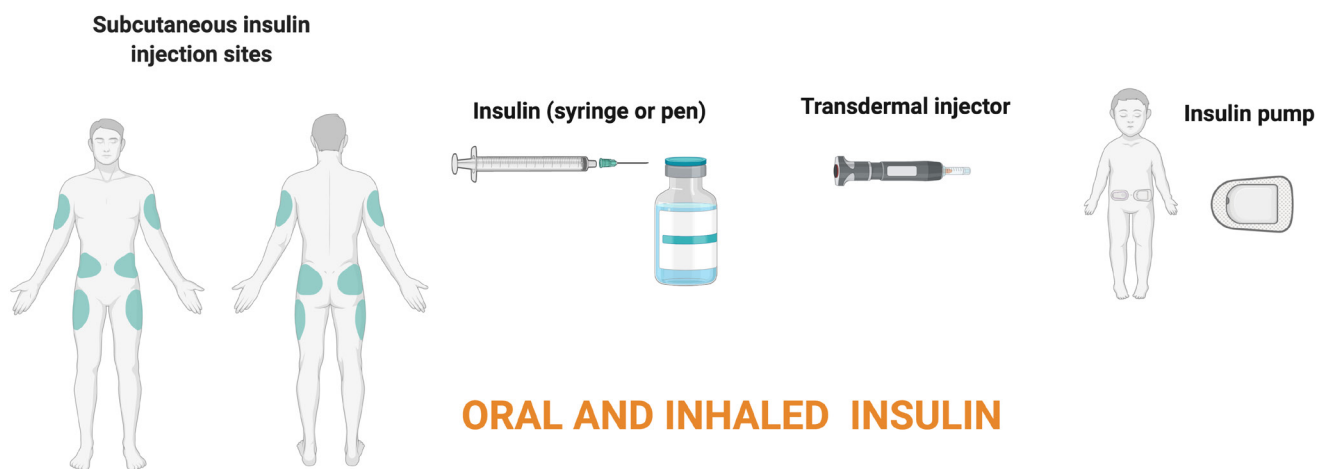 Subcutaneous insulin
injection sites
Insulin (syringe or pen)
Transdermal injector
Insulin pump
ORAL AND INHALED INSULIN